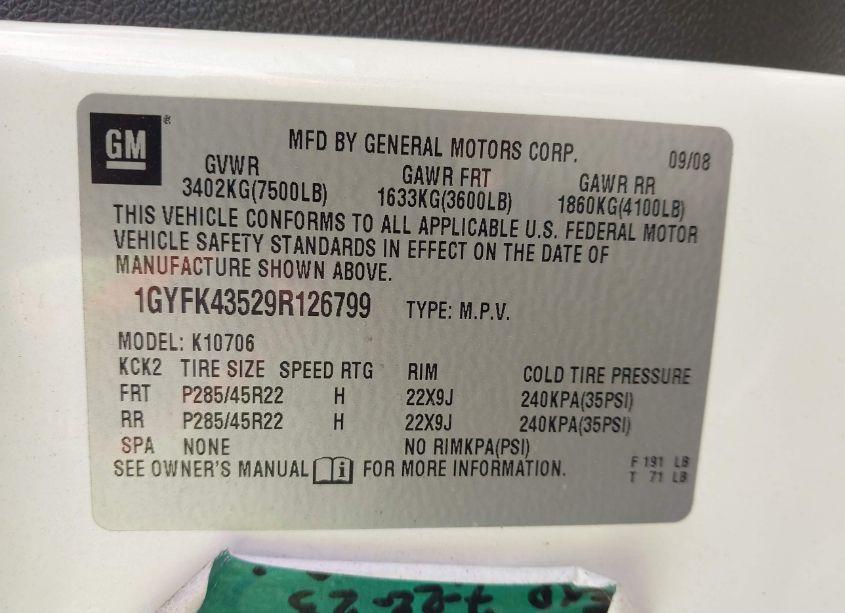 GM
MFD BY GENERAL MOTORS CORP. 09/08
GVWR GAWR FRT GAWR RR
3402KG(7500LB) 1633KG(3600LB) 1860KG(4100LB)
THIS VEHICLE CONFORMS TO ALL APPLICABLE U.S. FEDERAL MOTOR
VEHICLE SAFETY STANDARDS IN EFFECT ON THE DATE OF
MANUFACTURE SHOWN ABOVE.
1GYFK43529R126799 TYPE: M.P.V.
MODEL: K10706
KCK2 TIRE SIZE SPEED RTG RIM COLD TIRE PRESSURE
FRT P285/45R22 H 22X9J 240KPA(35PSI)
RR P285/45R22 H 22X9J 240KPA(35PSI)
SPA NONE NO RIMKPA(PSI)
SEE OWNER'S MANUAL i FOR MORE INFORMATION.
F 191 LB
T 71 LB